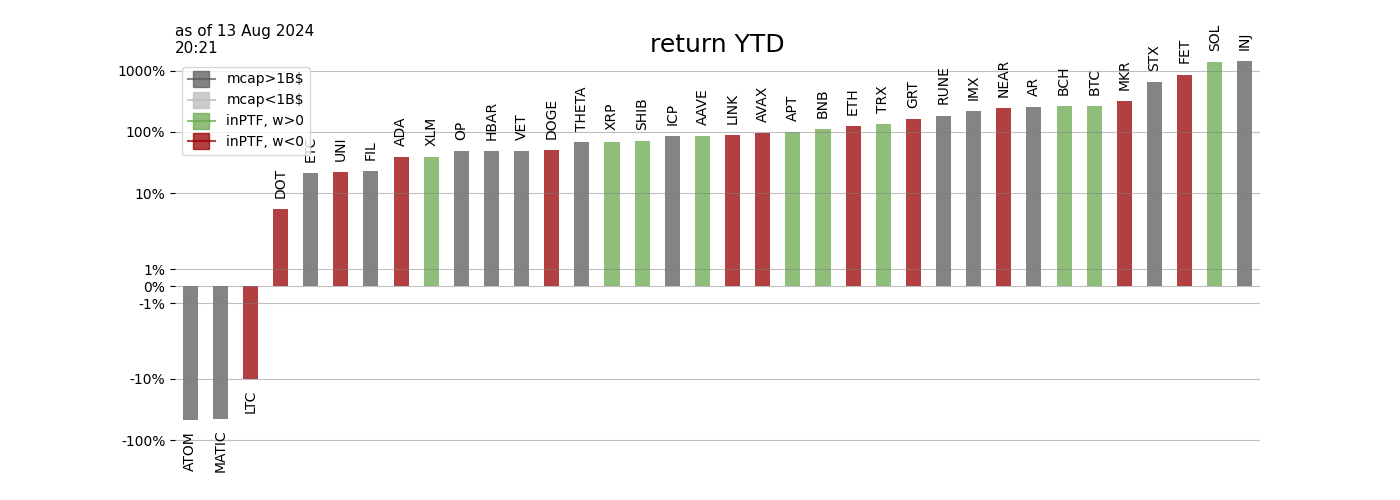 as of 13 Aug 2024
20:21
return YTD
mcap>1B$
mcap<1B$
inPTF, w>0
inPTF, w<0
1000%
100%
10%
1%
0%
-1%
-10%
-100%
ATOM
MATIC
LTC
DOT
ETC
UNI
FIL
ADA
XLM
OP
HBAR
VET
DOGE
THETA
XRP
SHIB
ICP
AAVE
LINK
AVAX
APT
BNB
ETH
TRX
GRT
RUNE
IMX
NEAR
AR
BCH
BTC
MKR
STX
FET
SOL
INJ